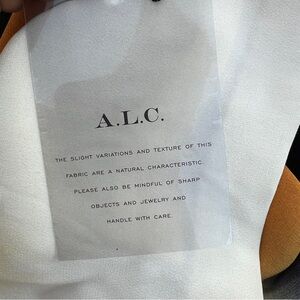 A.L.C.
THE SLIGHT VARIATIONS AND TEXTURE OF THIS
FABRIC ARE A NATURAL CHARACTERISTIC.
PLEASE ALSO BE MINDFUL OF SHARP
OBJECTS AND JEWELRY AND
HANDLE WITH CARE.